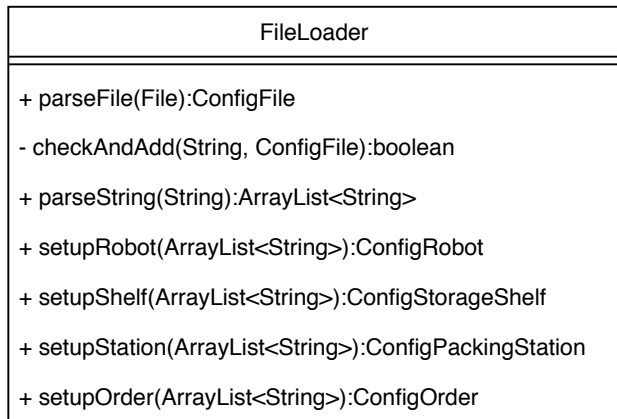 FileLoader
+ parseFile(File):ConfigFile
- checkAndAdd(String, ConfigFile):boolean
+ parseString(String):ArrayList<String>
+ setupRobot(ArrayList<String>):ConfigRobot
+ setupShelf(ArrayList<String>):ConfigStorageShelf
+ setupStation(ArrayList<String>):ConfigPackingStation
+ setupOrder(ArrayList<String>):ConfigOrder